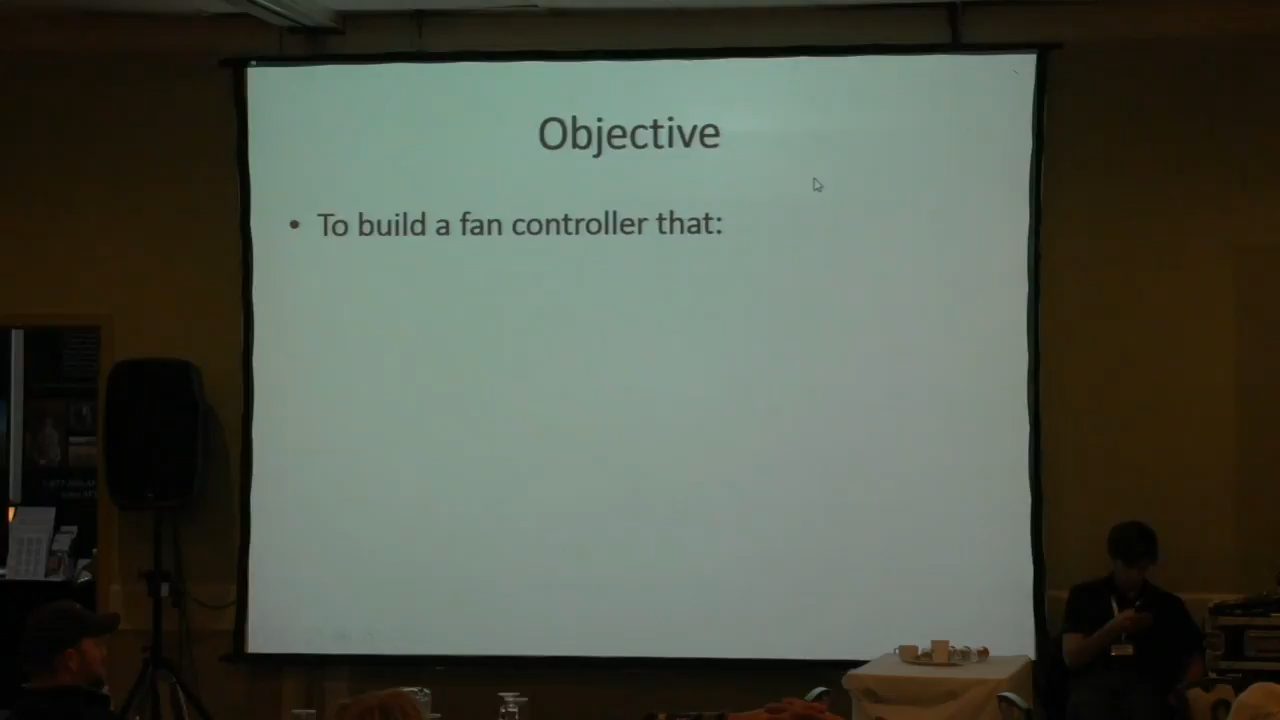 Objective
• To build a fan controller that: